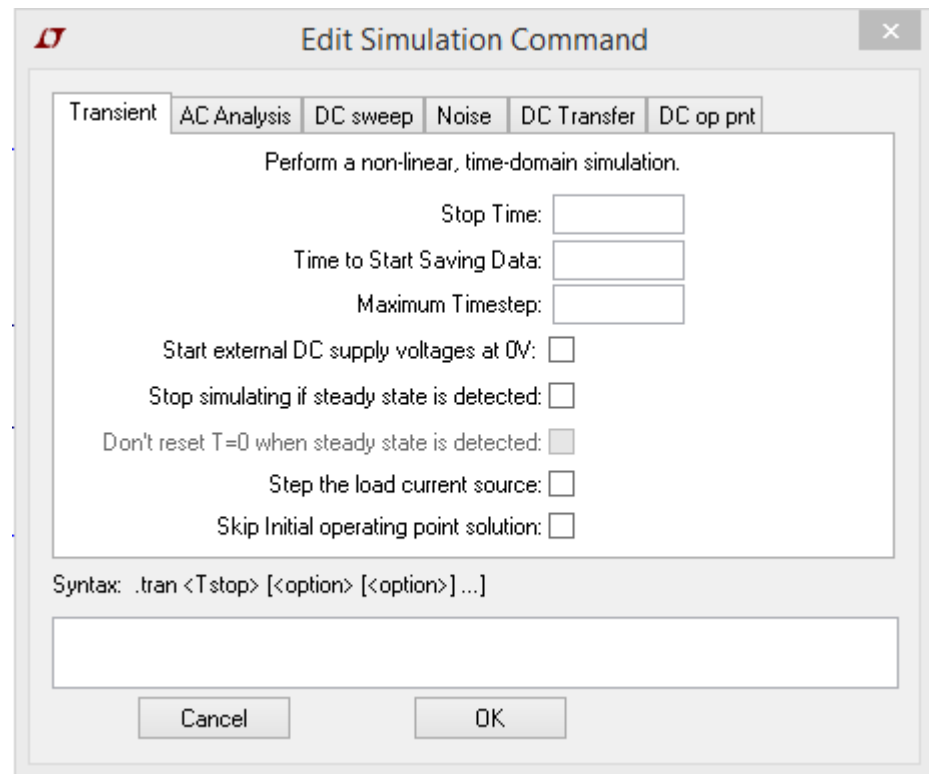 Edit Simulation Command
Transient AC Analysis DC sweep Noise DC Transfer DC op pnt
Perform a non-linear, time-domain simulation.
Stop Time:
Time to Start Saving Data:
Maximum Timestep:
Start external DC supply voltages at 0V:
Stop simulating if steady state is detected:
Don't reset T=0 when steady state is detected:
Step the load current source:
Skip Initial operating point solution:
Syntax: .tran <Tstop> [<option> [<option>] ...]
Cancel OK